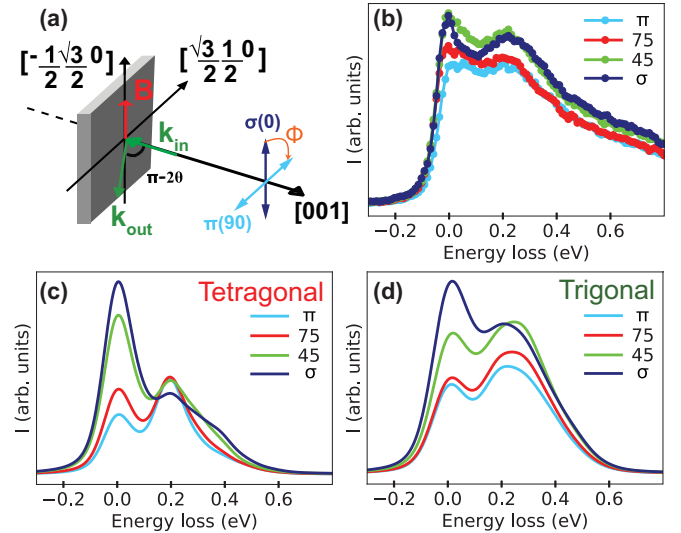 (a)
[-1/2 √3/2 0]
[√3/2 1/2 0]
B
k_in
σ(0)
Φ
π-2θ
k_out
π(90)
[001]
(b)
π
75
45
σ
I (arb. units)
−0.2 0.0 0.2 0.4 0.6
Energy loss (eV)
(c)
Tetragonal
π
75
45
σ
I (arb. units)
−0.2 0.0 0.2 0.4 0.6
Energy loss (eV)
(d)
Trigonal
π
75
45
σ
I (arb. units)
−0.2 0.0 0.2 0.4 0.6
Energy loss (eV)